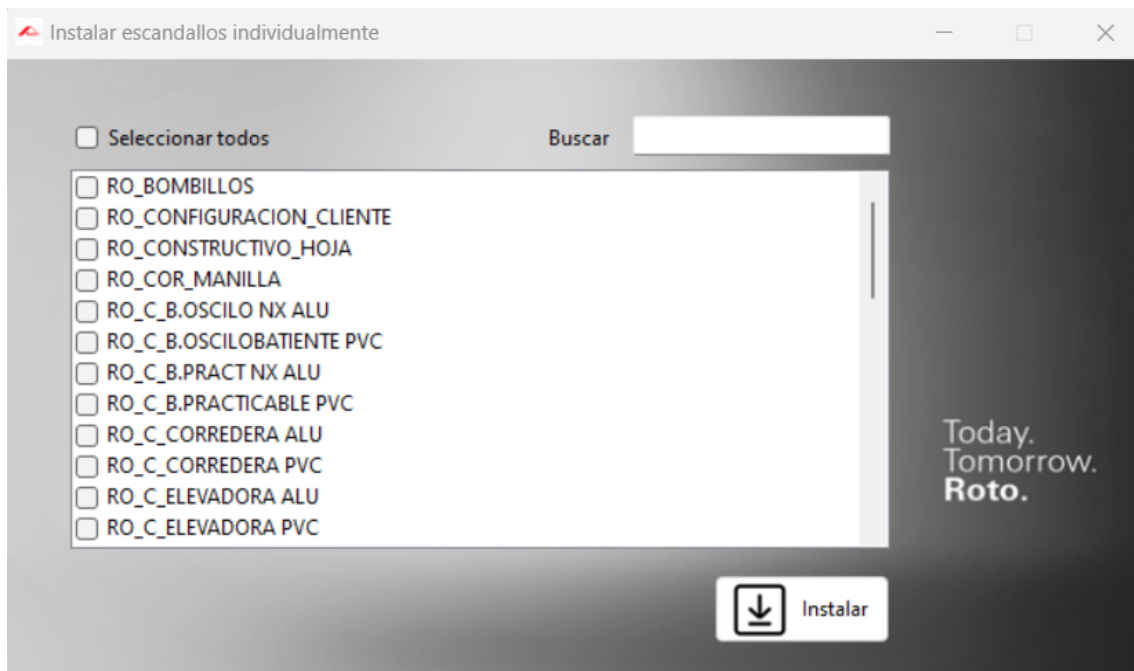 Instalar escandallos individualmente
Seleccionar todos
Buscar
RO_BOMBILLOS
RO_CONFIGURACION_CLIENTE
RO_CONSTRUCTIVO_HOJA
RO_COR_MANILLA
RO_C_B.OSCILO NX ALU
RO_C_B.OSCILOBATIENTE PVC
RO_C_B.PRACT NX ALU
RO_C_B.PRACTICABLE PVC
RO_C_CORREDERA ALU
RO_C_CORREDERA PVC
RO_C_ELEVADORA ALU
RO_C_ELEVADORA PVC
Today.
Tomorrow.
Roto.
Instalar